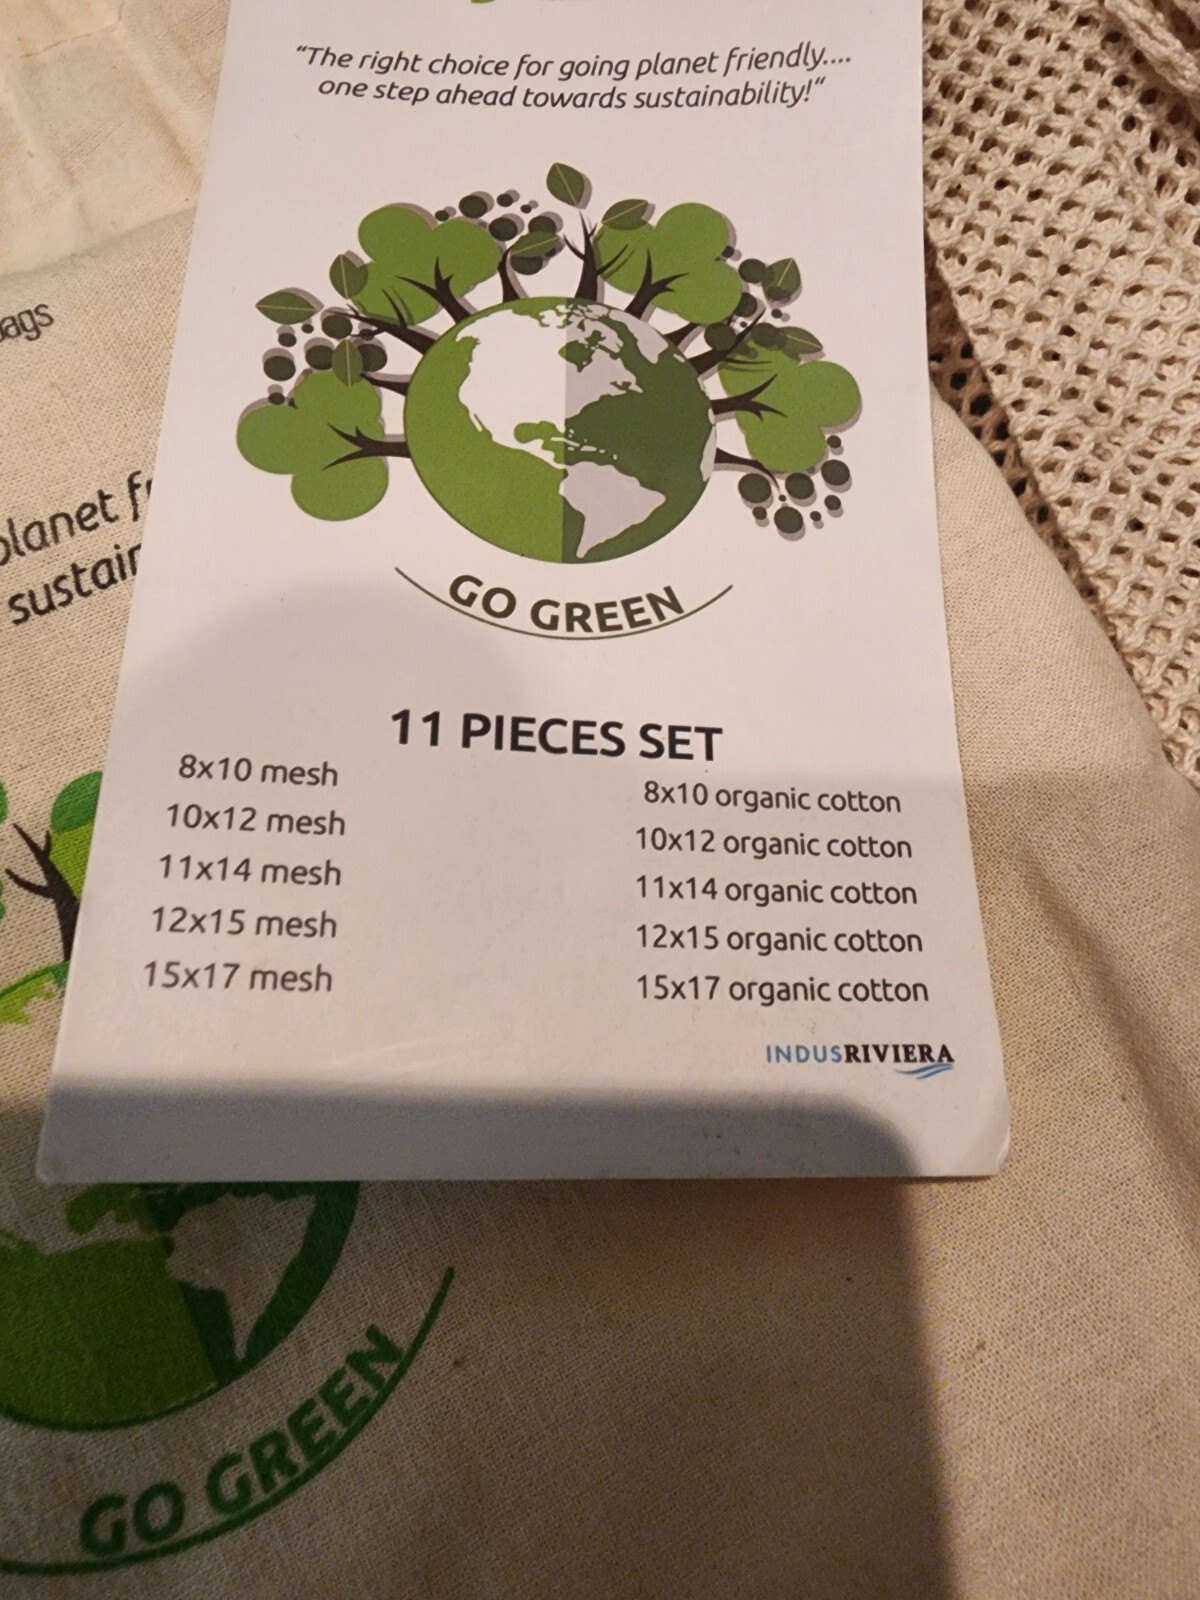 “The right choice for going planet friendly....
one step ahead towards sustainability!“
GO GREEN
11 PIECES SET
8x10 mesh
10x12 mesh
11x14 mesh
12x15 mesh
15x17 mesh
8x10 organic cotton
10x12 organic cotton
11x14 organic cotton
12x15 organic cotton
15x17 organic cotton
INDUSRIVIERA
planet
GO GREEN